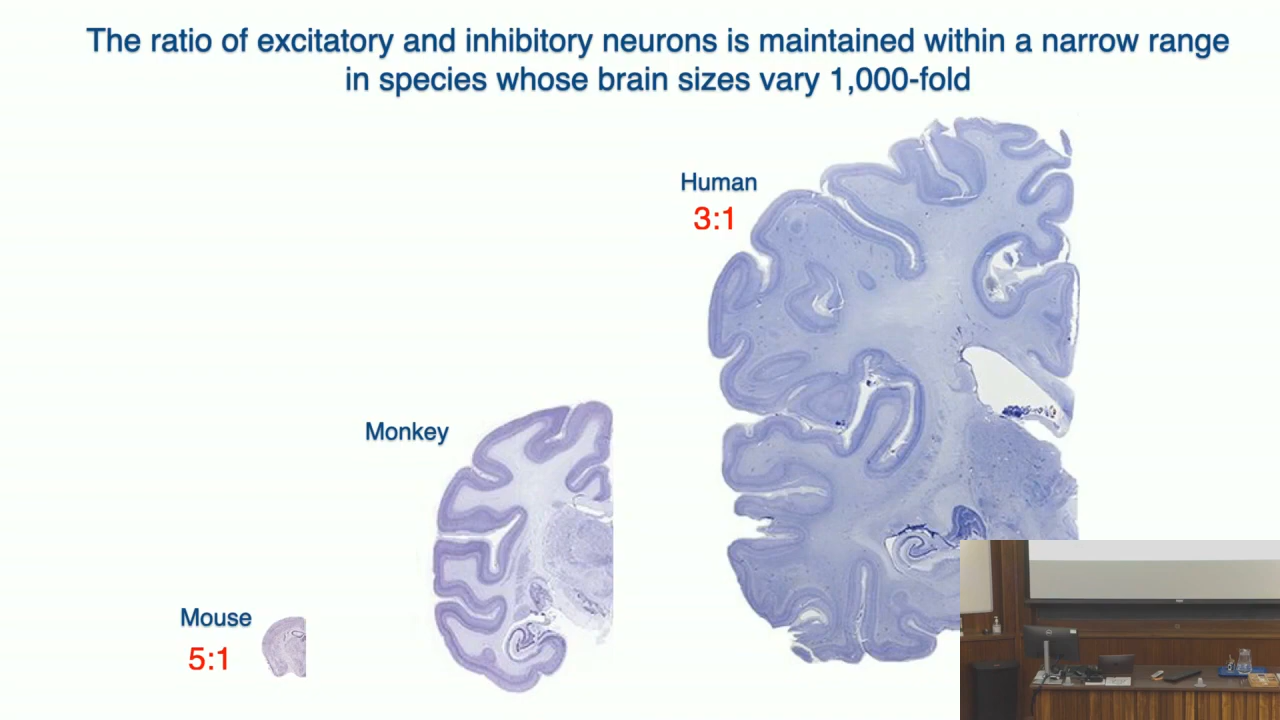 The ratio of excitatory and inhibitory neurons is maintained within a narrow range
in species whose brain sizes vary 1,000-fold
Human
3:1
Monkey
Mouse
5:1